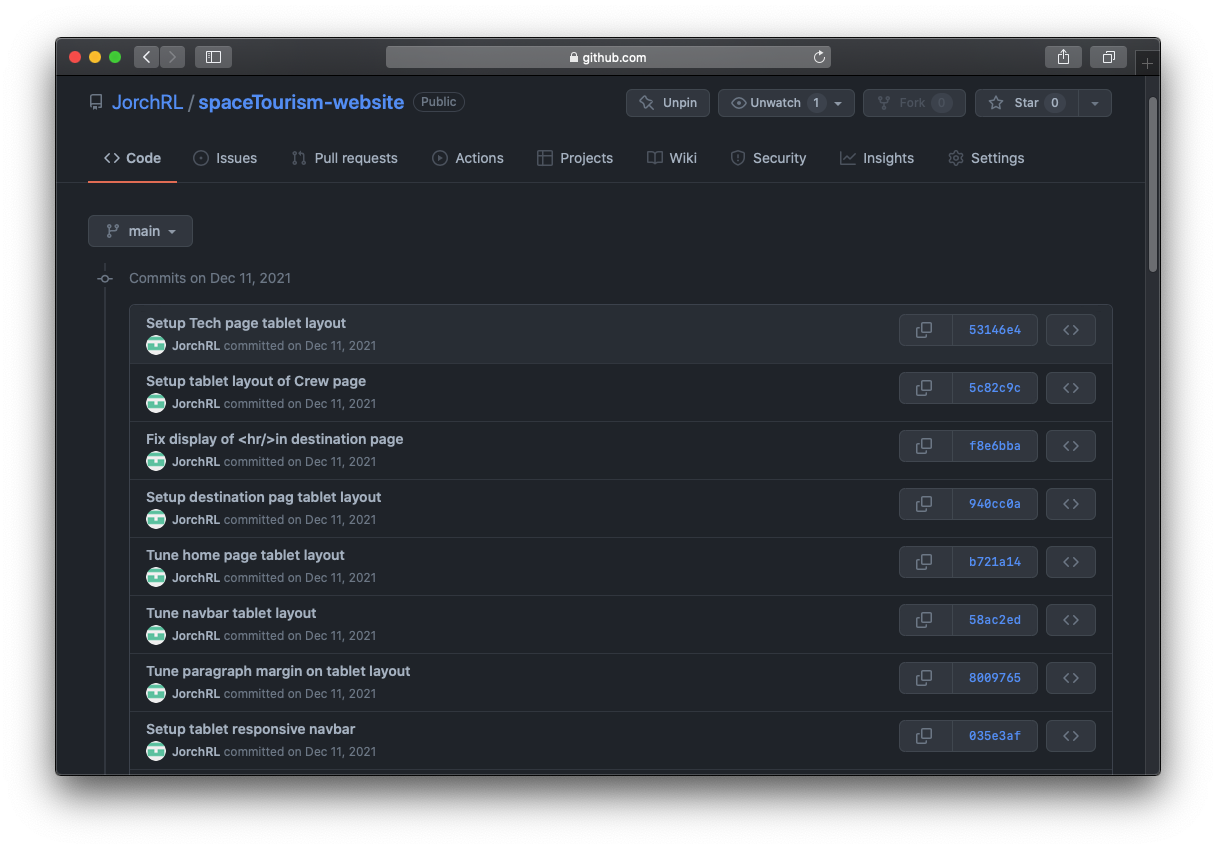 github.com
JorchRL / spaceTourism-website Public
Unpin Unwatch 1 Fork 0 Star 0
Code Issues Pull requests Actions Projects Wiki Security Insights Settings
main
Commits on Dec 11, 2021
Setup Tech page tablet layout
JorchRL committed on Dec 11, 2021
53146e4
Setup tablet layout of Crew page
JorchRL committed on Dec 11, 2021
5c82c9c
Fix display of <hr/>in destination page
JorchRL committed on Dec 11, 2021
f8e6bba
Setup destination pag tablet layout
JorchRL committed on Dec 11, 2021
940cc0a
Tune home page tablet layout
JorchRL committed on Dec 11, 2021
b721a14
Tune navbar tablet layout
JorchRL committed on Dec 11, 2021
58ac2ed
Tune paragraph margin on tablet layout
JorchRL committed on Dec 11, 2021
8009765
Setup tablet responsive navbar
JorchRL committed on Dec 11, 2021
035e3af